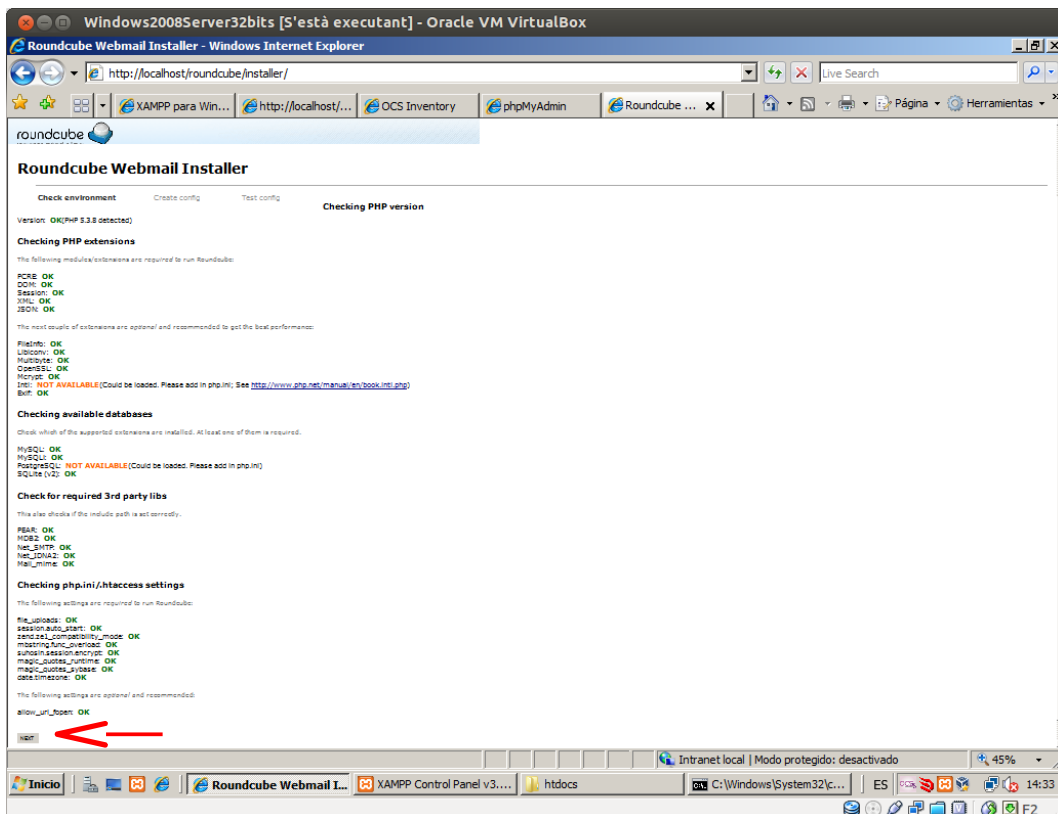 Windows2008Server32bits [S'està executant] - Oracle VM VirtualBox
Roundcube Webmail Installer - Windows Internet Explorer
http://localhost/roundcube/installer/
Live Search
XAMPP para Win...
http://localhost/...
OCS Inventory
phpMyAdmin
Roundcube ...
Página
Herramientas
roundcube
Roundcube Webmail Installer
Check environment Create config Test config
Checking PHP version
Version: OK(PHP 5.3.8 detected)
Checking PHP extensions
The following modules/extensions are required to run Roundcube:
PCRE: OK
DOM: OK
Session: OK
XML: OK
JSON: OK
The next couple of extensions are optional and recommended to get the best performance:
FileInfo: OK
Libiconv: OK
Multibyte: OK
OpenSSL: OK
Mcrypt: OK
Intl: NOT AVAILABLE(Could be loaded. Please add in php.ini; See http://www.php.net/manual/en/book.intl.php)
Exif: OK
Checking available databases
Check which of the supported extensions are installed. At least one of them is required.
MySQL: OK
MySQLi: OK
PostgreSQL: NOT AVAILABLE(Could be loaded. Please add in php.ini)
SQLite (v2): OK
Check for required 3rd party libs
This also checks if the include path is set correctly.
PEAR: OK
MDB2: OK
Net_SMTP: OK
Net_IDNA2: OK
Mail_mime: OK
Checking php.ini/.htaccess settings
The following settings are required to run Roundcube:
file_uploads: OK
session.auto_start: OK
zend.ze1_compatibility_mode: OK
mbstring.func_overload: OK
suhosin.session.encrypt: OK
magic_quotes_runtime: OK
magic_quotes_sybase: OK
date.timezone: OK
The following settings are optional and recommended:
allow_url_fopen: OK
NEXT
Intranet local | Modo protegido: desactivado
45%
Inicio
Roundcube Webmail I...
XAMPP Control Panel v3....
htdocs
C:\Windows\System32\c...
ES
14:33
F2